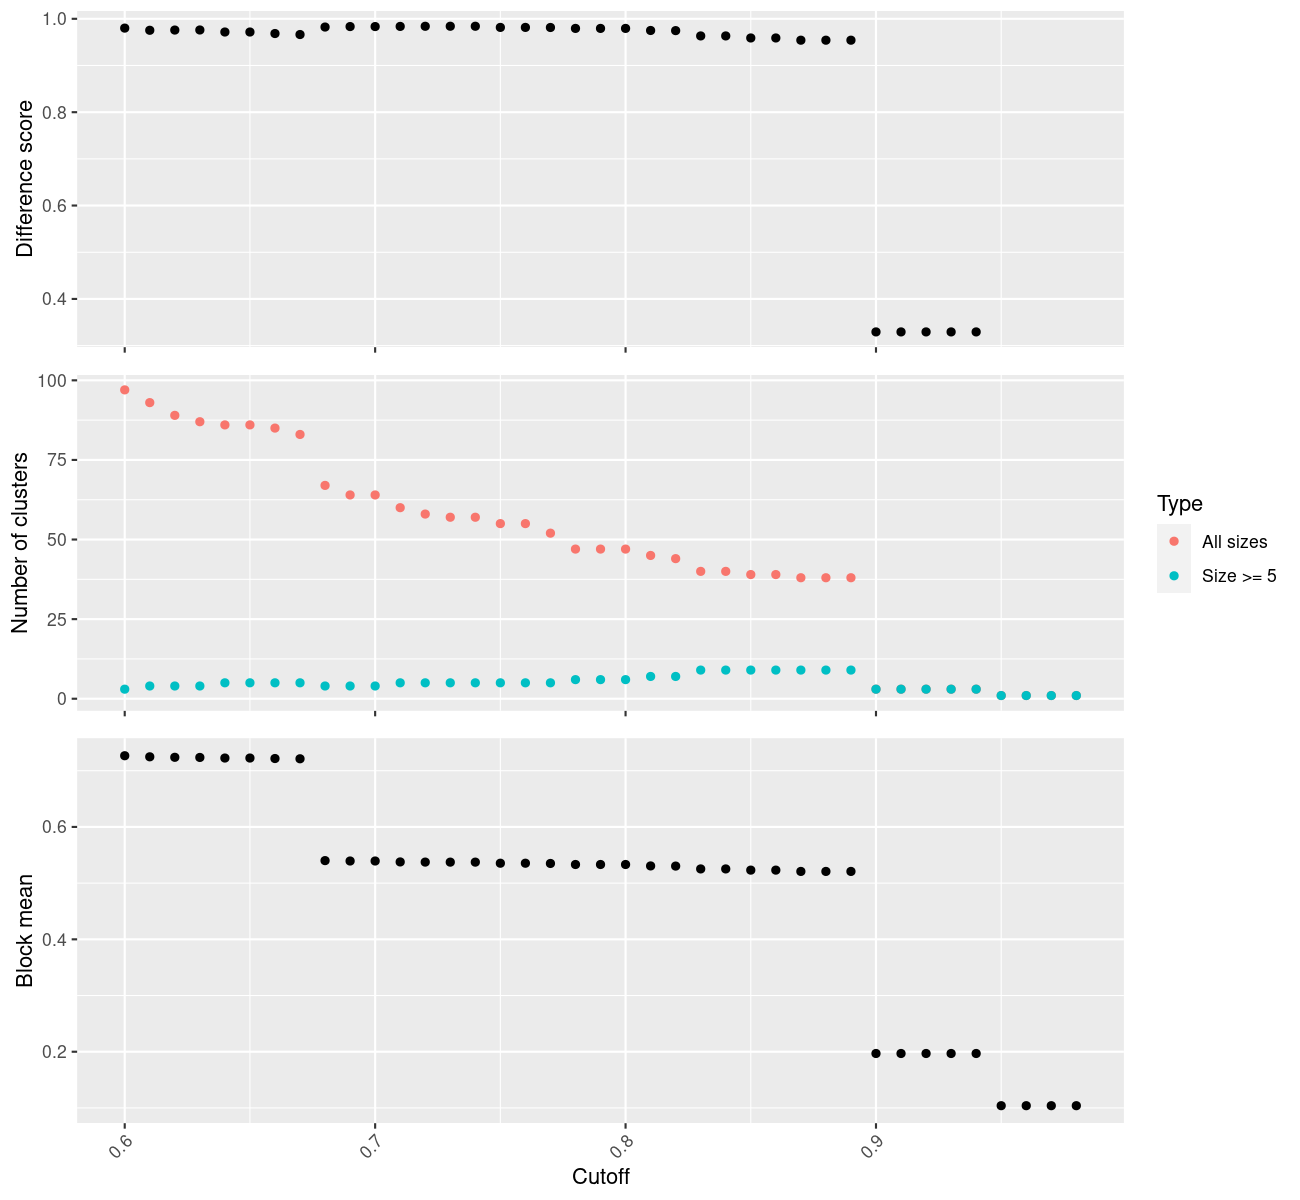 1.0
0.8
0.6
0.4
Difference score
100
75
50
25
0
Number of clusters
Type
All sizes
Size >= 5
0.6
0.4
0.2
Block mean
0.6
0.7
0.8
0.9
Cutoff